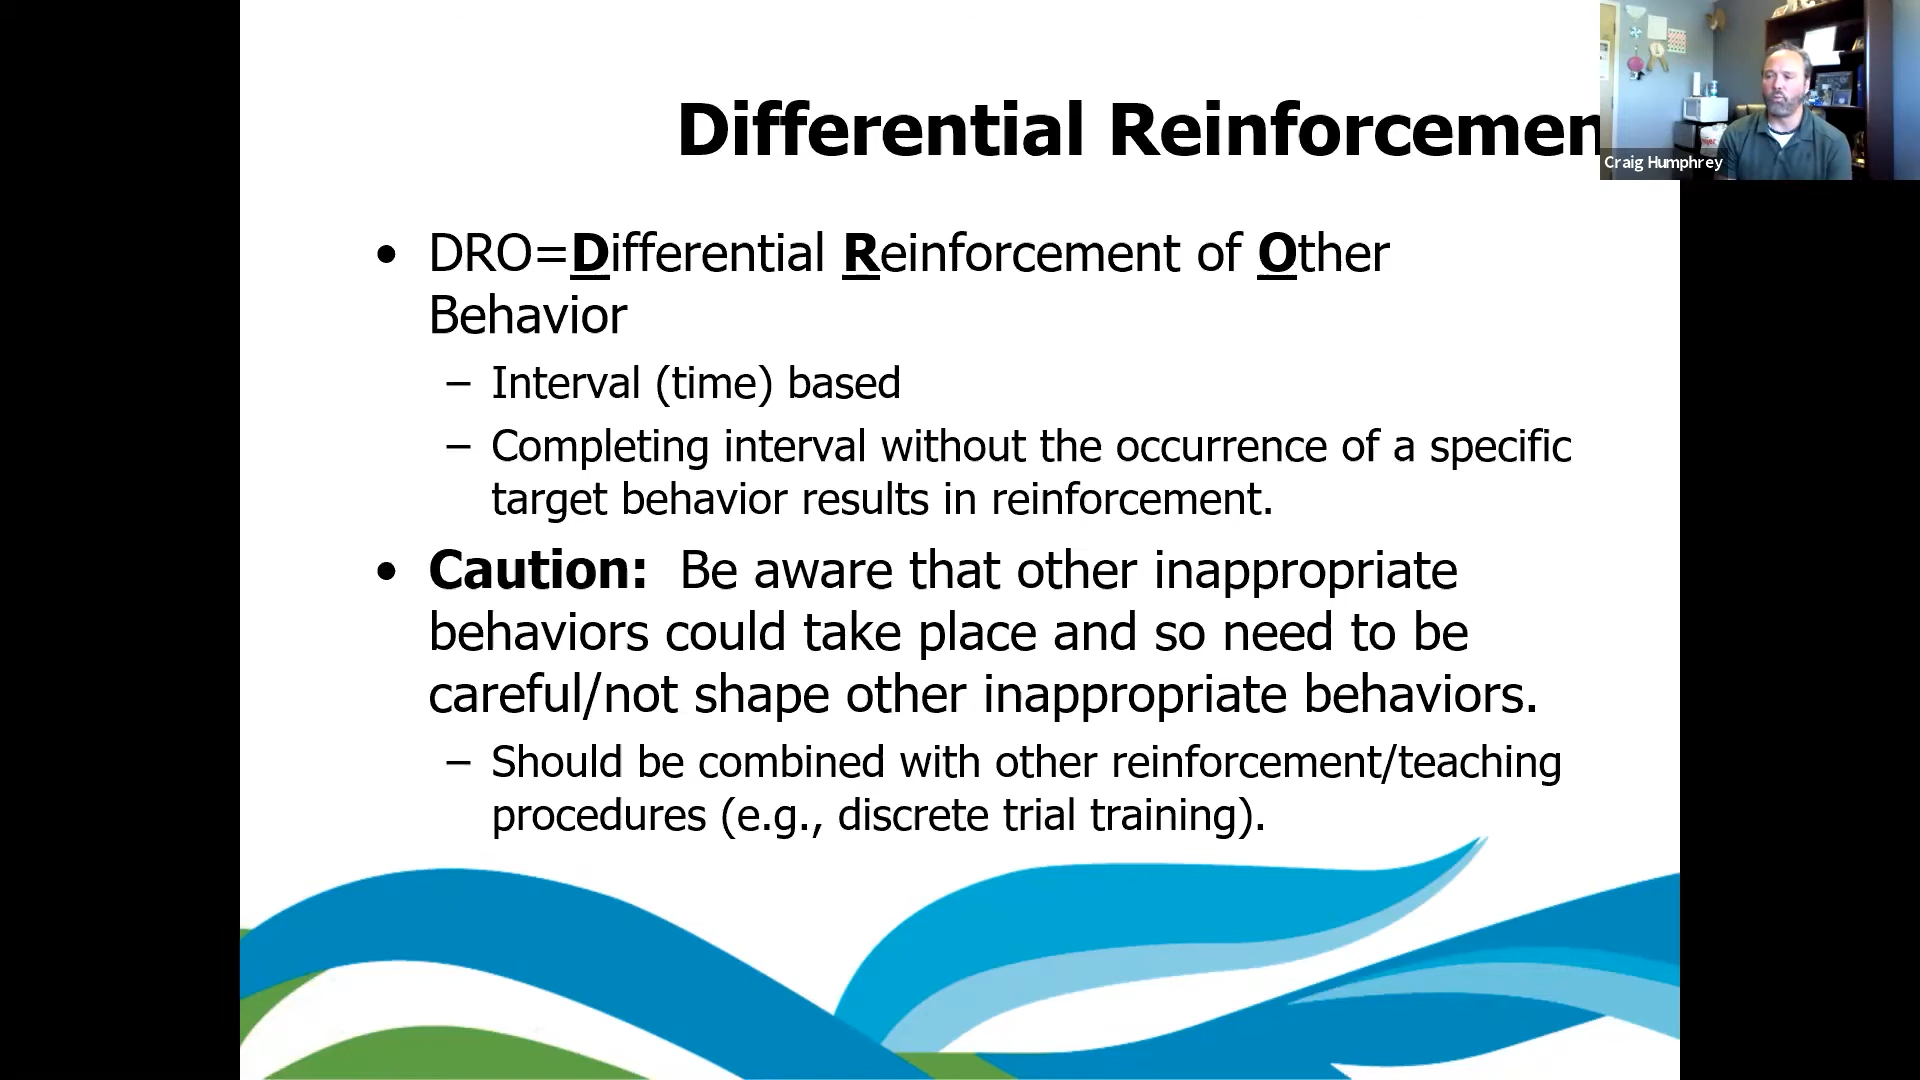 Differential Reinforcemen
Craig Humphrey
• DRO=Differential Reinforcement of Other
Behavior
– Interval (time) based
– Completing interval without the occurrence of a specific
target behavior results in reinforcement.
• Caution: Be aware that other inappropriate
behaviors could take place and so need to be
careful/not shape other inappropriate behaviors.
– Should be combined with other reinforcement/teaching
procedures (e.g., discrete trial training).